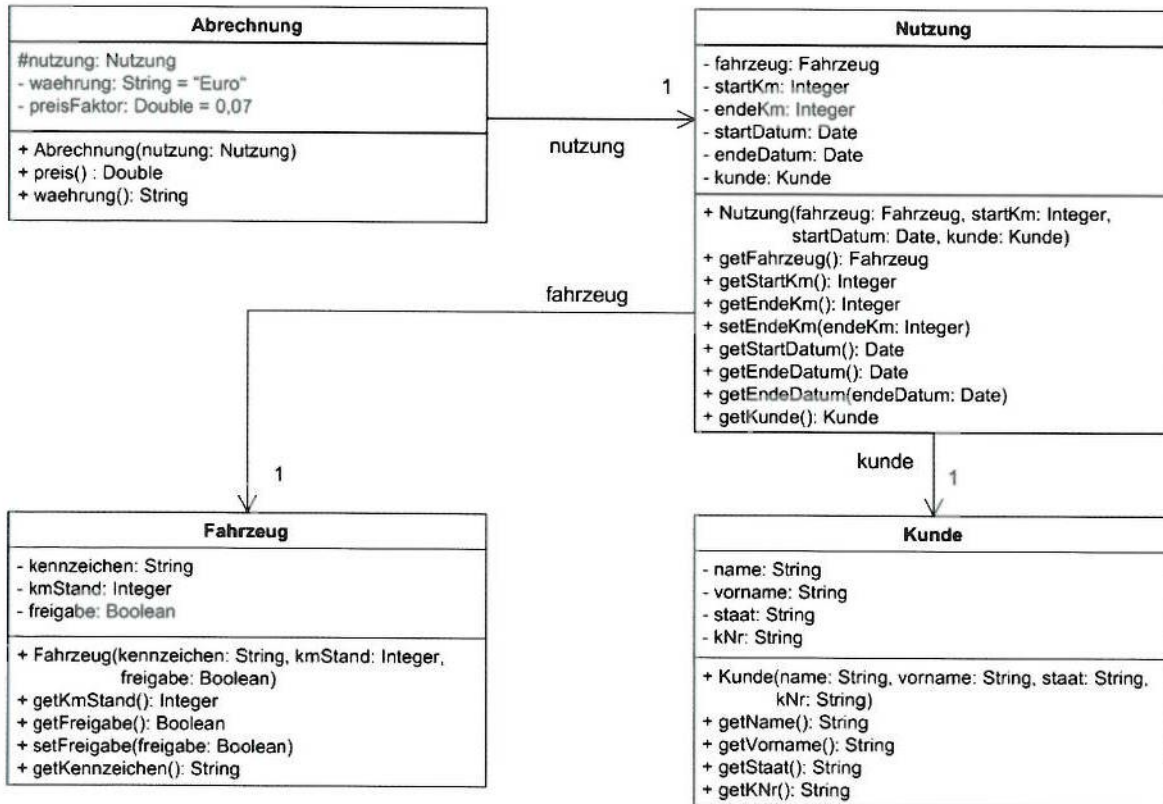 Abrechnung
#nutzung: Nutzung
- waehrung: String = "Euro"
- preisFaktor: Double = 0,07
+ Abrechnung(nutzung: Nutzung)
+ preis() : Double
+ waehrung(): String
1
nutzung
Nutzung
- fahrzeug: Fahrzeug
- startKm: Integer
- endeKm: Integer
- startDatum: Date
- endeDatum: Date
- kunde: Kunde
+ Nutzung(fahrzeug: Fahrzeug, startKm: Integer,
startDatum: Date, kunde: Kunde)
+ getFahrzeug(): Fahrzeug
+ getStartKm(): Integer
+ getEndeKm(): Integer
+ setEndeKm(endeKm: Integer)
+ getStartDatum(): Date
+ getEndeDatum(): Date
+ getEndeDatum(endeDatum: Date)
+ getKunde(): Kunde
fahrzeug
1
kunde
1
Fahrzeug
- kennzeichen: String
- kmStand: Integer
- freigabe: Boolean
+ Fahrzeug(kennzeichen: String, kmStand: Integer,
freigabe: Boolean)
+ getKmStand(): Integer
+ getFreigabe(): Boolean
+ setFreigabe(freigabe: Boolean)
+ getKennzeichen(): String
Kunde
- name: String
- vorname: String
- staat: String
- kNr: String
+ Kunde(name: String, vorname: String, staat: String,
kNr: String)
+ getName(): String
+ getVorname(): String
+ getStaat(): String
+ getKNr(): String